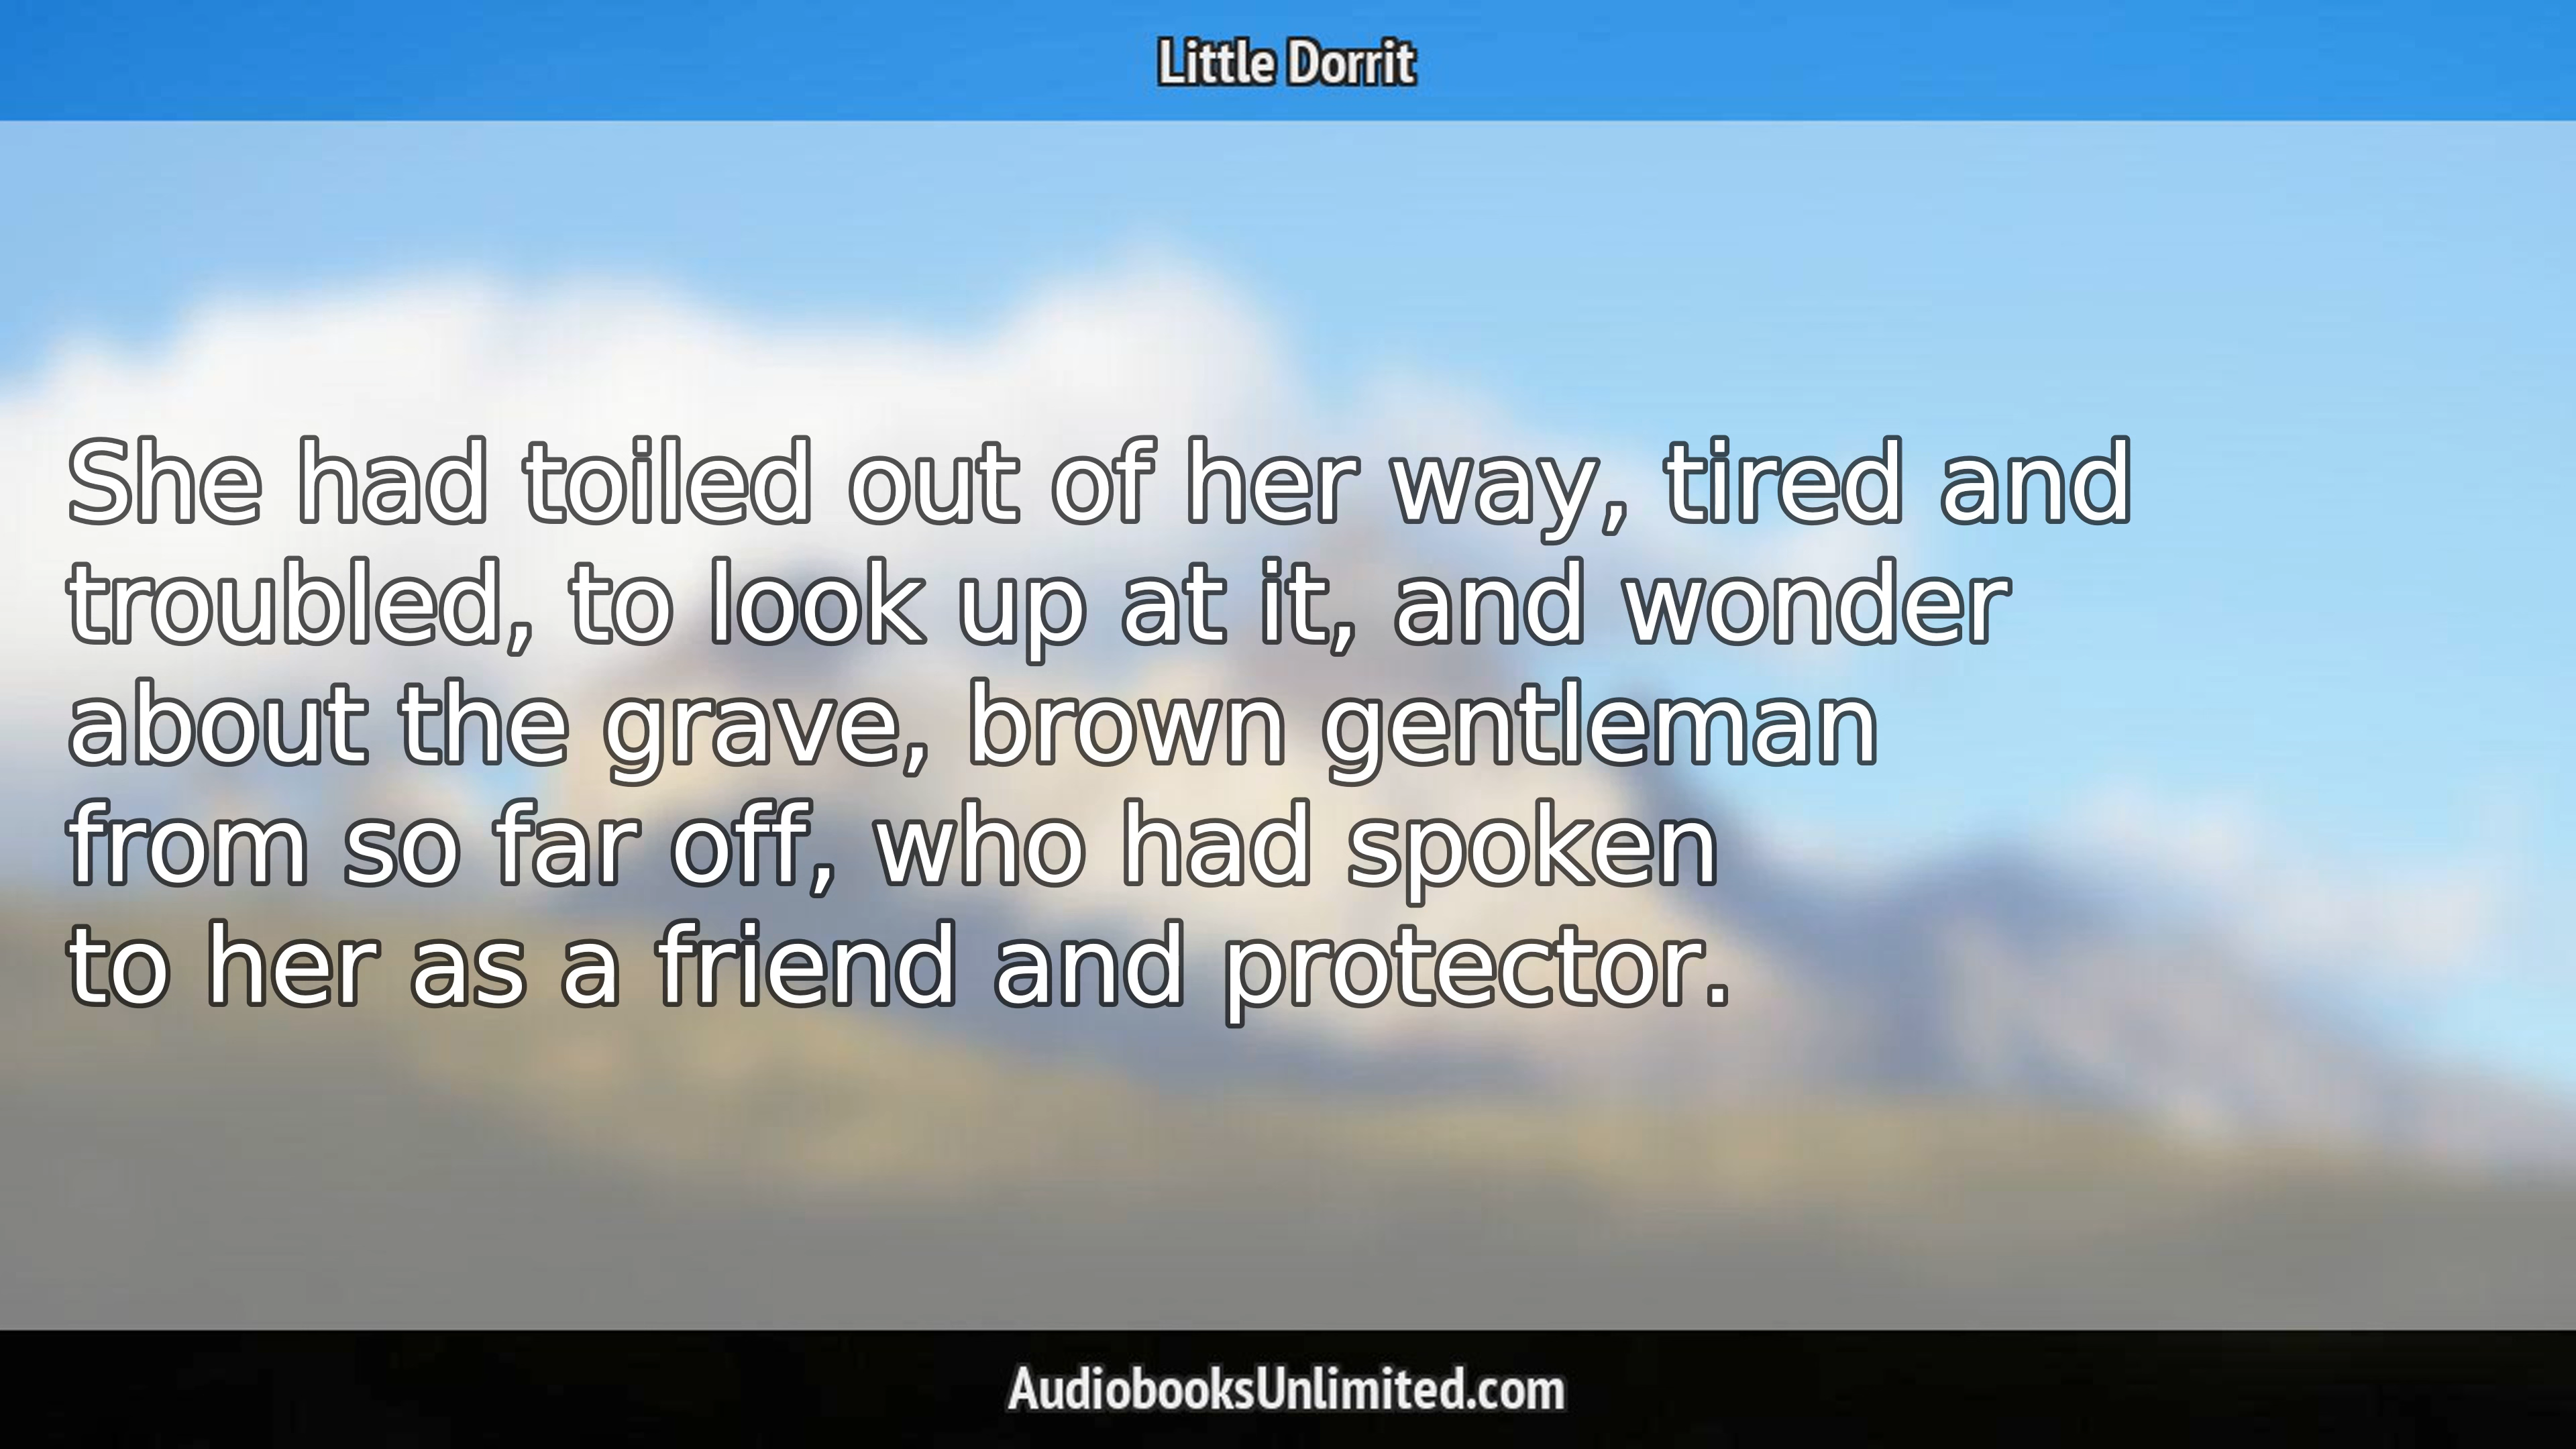 Little Dorrit
She had toiled out of her way, tired and
troubled, to look up at it, and wonder
about the grave, brown gentleman
from so far off, who had spoken
to her as a friend and protector.
AudiobooksUnlimited.com